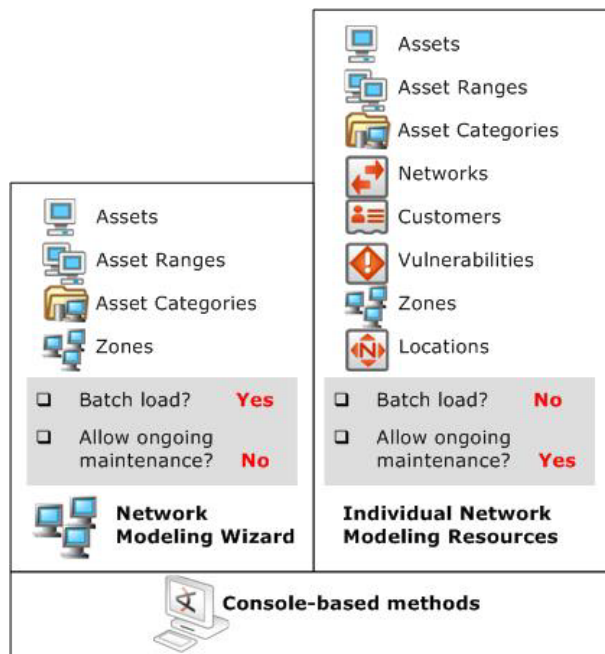 Assets
Asset Ranges
Asset Categories
Zones
Batch load? Yes
Allow ongoing
maintenance? No
Network
Modeling Wizard
Assets
Asset Ranges
Asset Categories
Networks
Customers
Vulnerabilities
Zones
Locations
Batch load? No
Allow ongoing
maintenance? Yes
Individual Network
Modeling Resources
Console-based methods